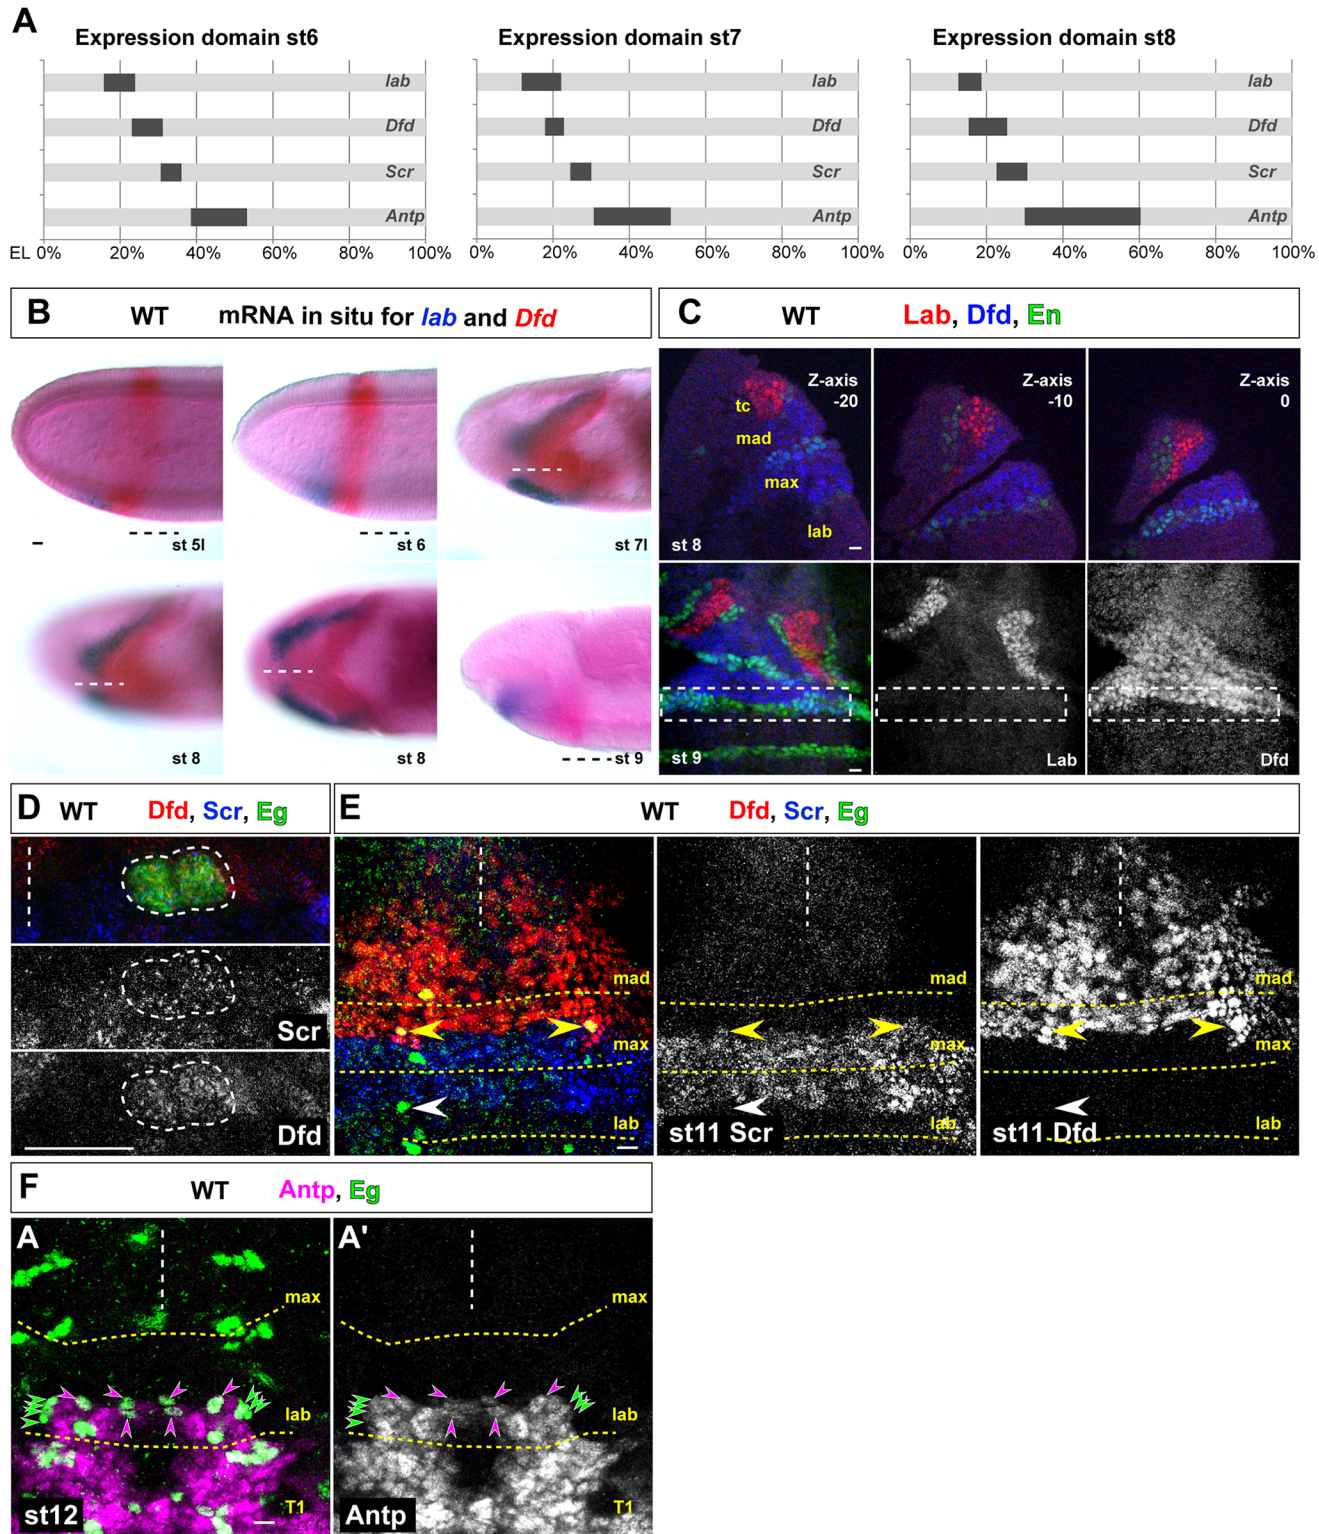 A
Expression domain st6
Expression domain st7
Expression domain st8
lab
Dfd
Scr
Antp
EL 0% 20% 40% 60% 80% 100%
lab
Dfd
Scr
Antp
0% 20% 40% 60% 80% 100%
lab
Dfd
Scr
Antp
0% 20% 40% 60% 80% 100%
B WT mRNA in situ for lab and Dfd
st 5l
st 6
st 7l
st 8
st 8
st 9
C WT Lab, Dfd, En
Z-axis
-20
tc
mad
max
lab
st 8
Z-axis
-10
Z-axis
0
st 9
Lab
Dfd
D WT Dfd, Scr, Eg
Scr
Dfd
E WT Dfd, Scr, Eg
mad
max
lab
mad
max
lab
st11 Scr
mad
max
lab
st11 Dfd
F WT Antp, Eg
A
max
lab
T1
st12
A'
max
lab
T1
Antp